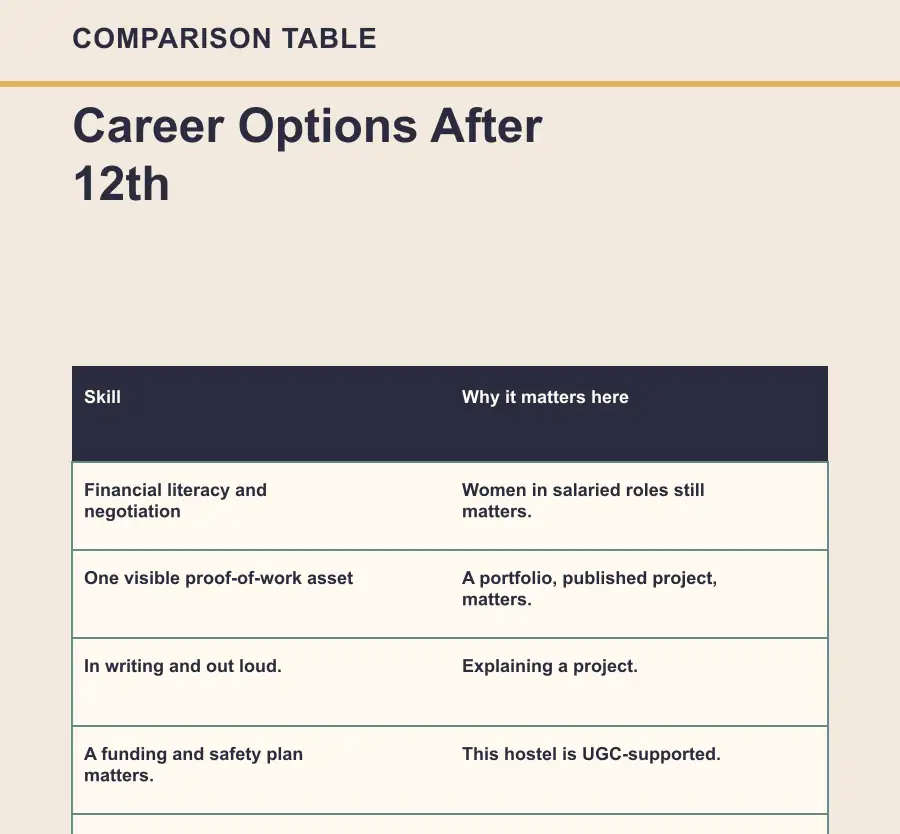 COMPARISON TABLE
Career Options After
12th
Skill
Why it matters here
Financial literacy and
negotiation
Women in salaried roles still
matters.
One visible proof-of-work asset
A portfolio, published project,
matters.
In writing and out loud.
Explaining a project.
A funding and safety plan
matters.
This hostel is UGC-supported.